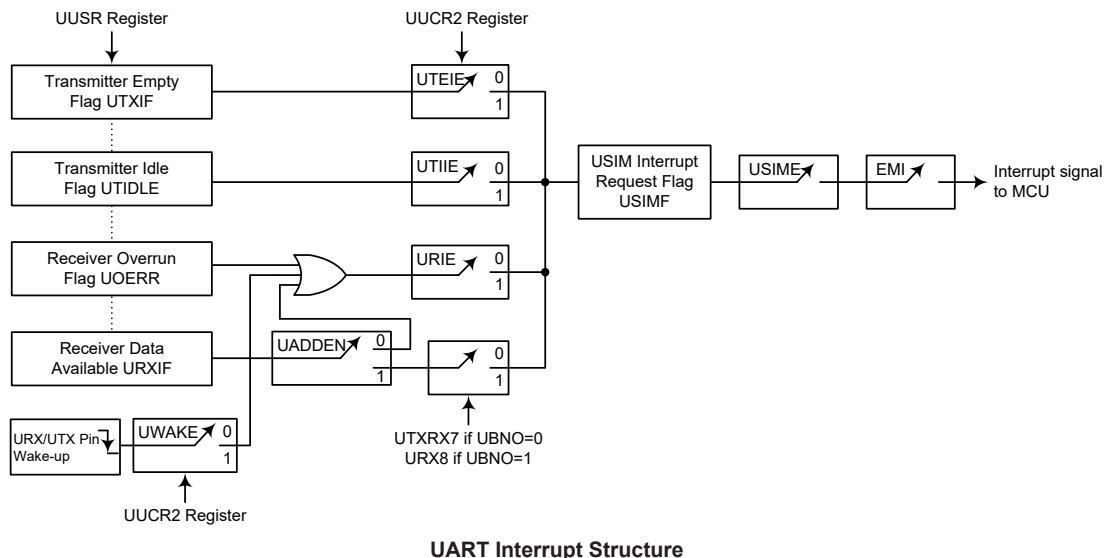 UUSR Register
UUCR2 Register
Transmitter Empty
Flag UTXIF
UTEIE
0
1
Transmitter Idle
Flag UTIDLE
UTIIE
0
1
USIM Interrupt
Request Flag
USIMF
USIME
EMI
Interrupt signal
to MCU
Receiver Overrun
Flag UOERR
URIE
0
1
Receiver Data
Available URXIF
UADDEN
0
1
0
1
UTXRX7 if UBNO=0
URX8 if UBNO=1
URX/UTX Pin
Wake-up
UWAKE
0
1
UUCR2 Register
UART Interrupt Structure